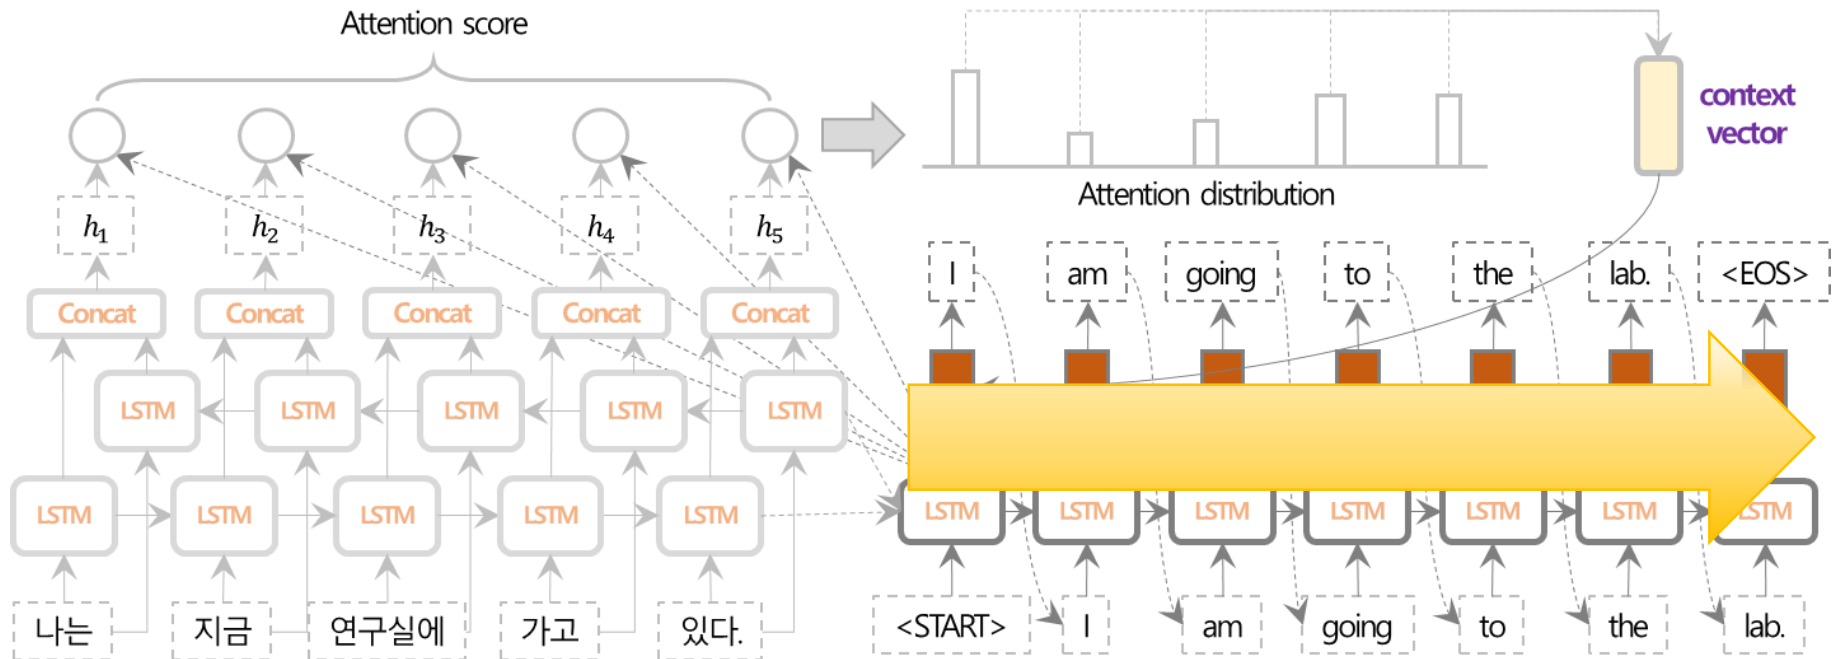 Attention score
context
vector
Attention distribution
h₁ h₂ h₃ h₄ h₅
I am going to the lab. <EOS>
Concat Concat Concat Concat Concat
LSTM LSTM LSTM LSTM LSTM
LSTM LSTM LSTM LSTM LSTM LSTM LSTM LSTM LSTM LSTM LSTM LSTM
나는 지금 연구실에 가고 있다. <START> I am going to the lab.